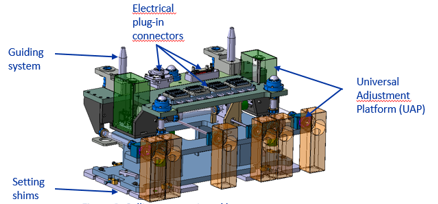 Electrical
plug-in
connectors
Guiding
system
Universal
Adjustment
Platform (UAP)
Setting
shims